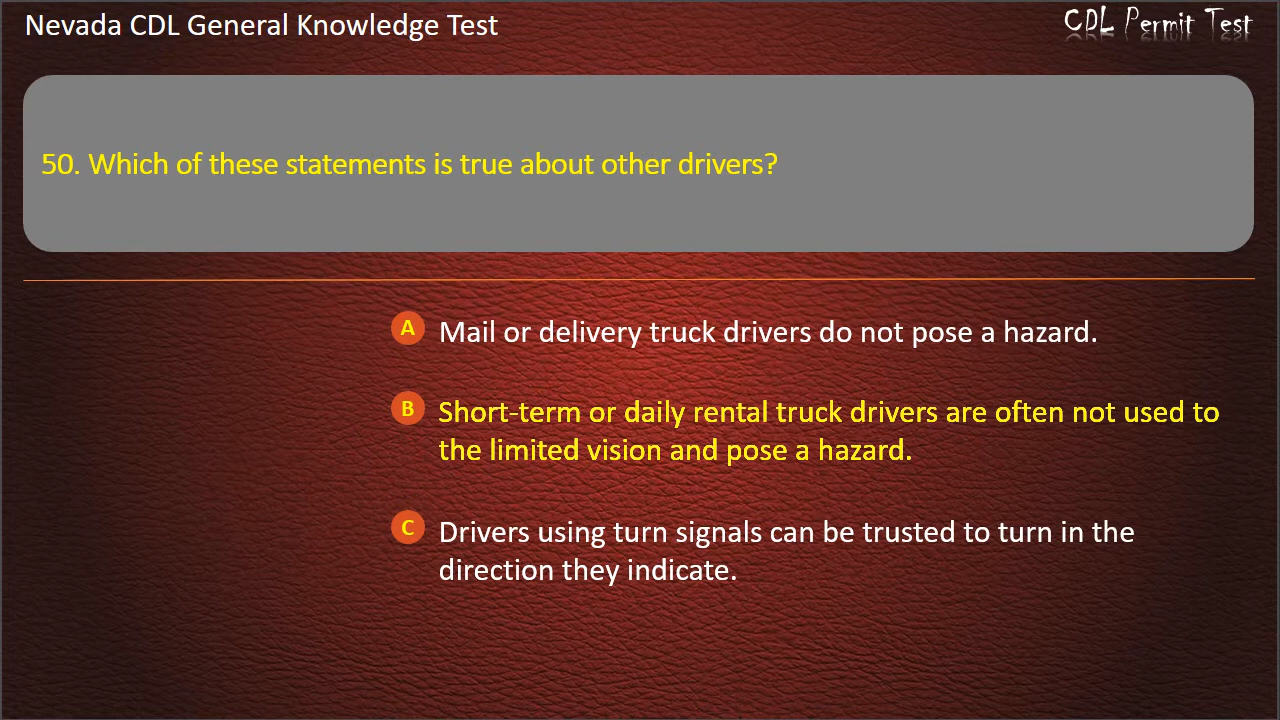 Nevada CDL General Knowledge Test
CDL Permit Test
50. Which of these statements is true about other drivers?
A Mail or delivery truck drivers do not pose a hazard.
B Short-term or daily rental truck drivers are often not used to
the limited vision and pose a hazard.
C Drivers using turn signals can be trusted to turn in the
direction they indicate.